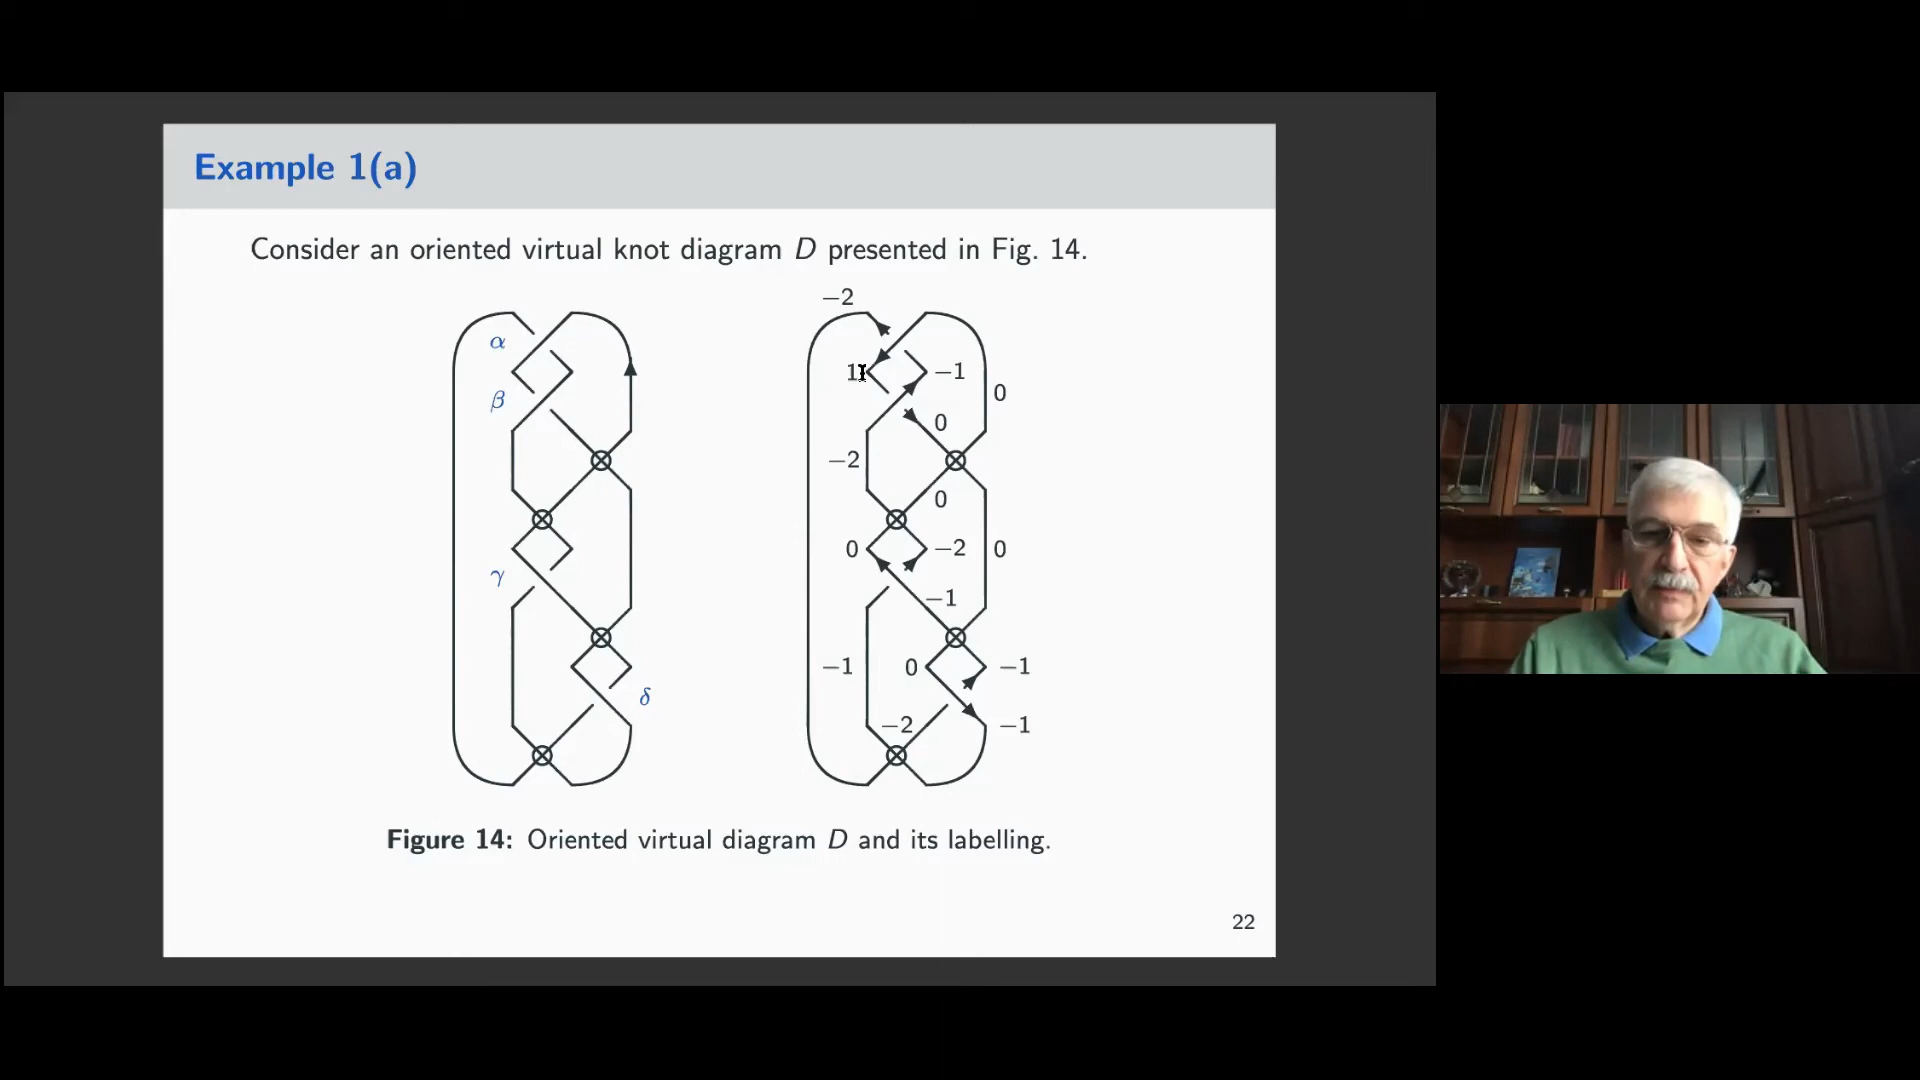 Example 1(a)
Consider an oriented virtual knot diagram D presented in Fig. 14.
α
β
γ
δ
−2
1
−1
0
0
−2
0
0
−2
0
−1
−1
0
−1
−2
−1
Figure 14: Oriented virtual diagram D and its labelling.
22